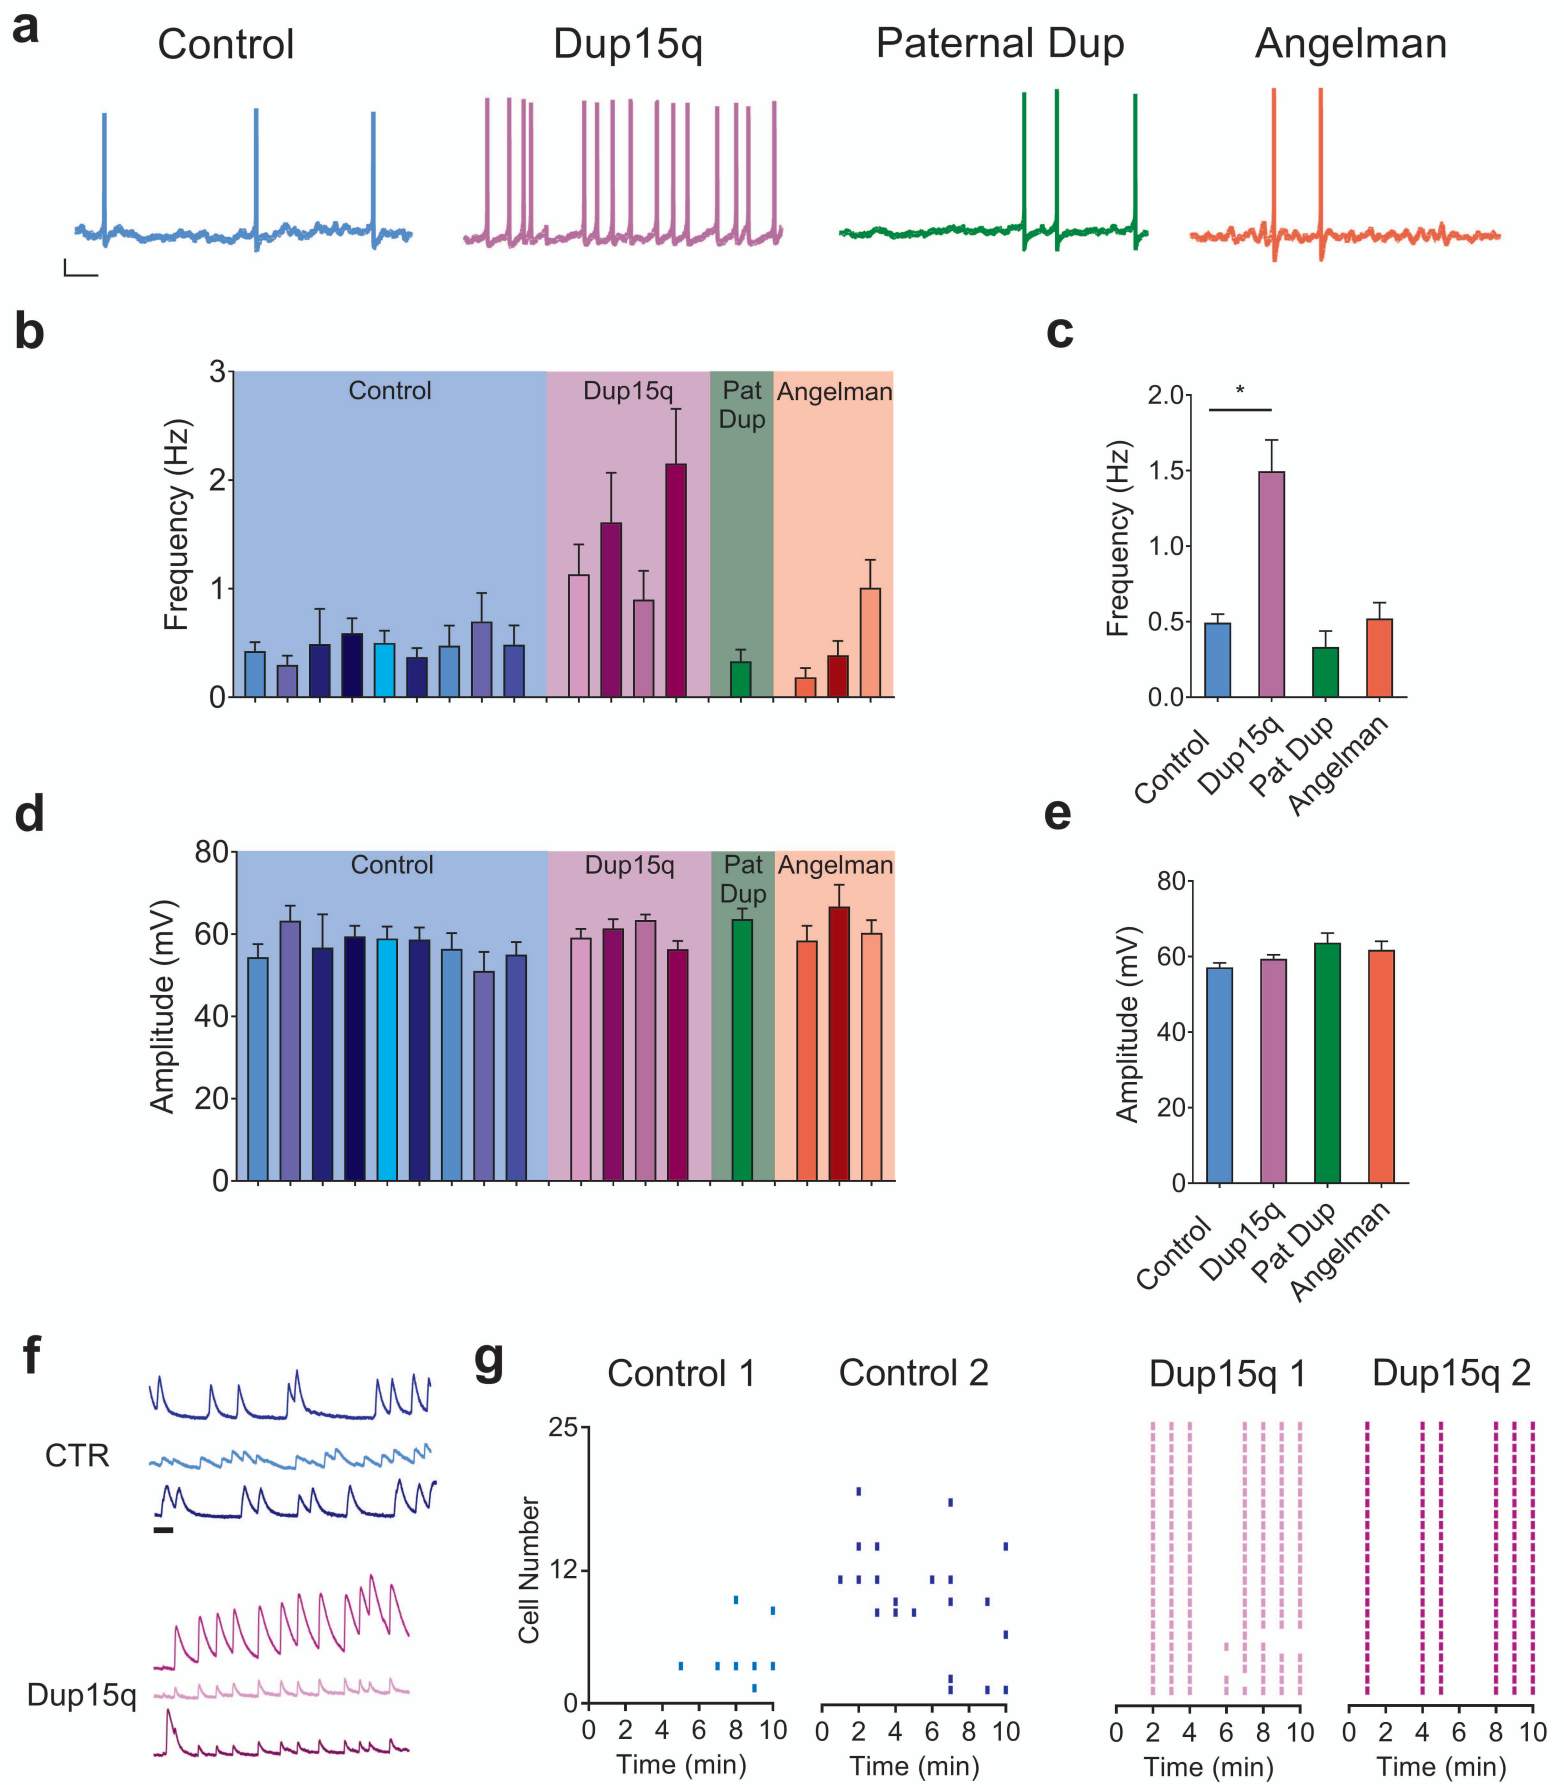 a
Control
Dup15q
Paternal Dup
Angelman
b
3
2
1
0
Frequency (Hz)
Control
Dup15q
Pat
Dup
Angelman
c
2.0
1.5
1.0
0.5
0.0
Frequency (Hz)
*
Control
Dup15q
Pat Dup
Angelman
d
80
60
40
20
0
Amplitude (mV)
Control
Dup15q
Pat
Dup
Angelman
e
80
60
40
20
0
Amplitude (mV)
Control
Dup15q
Pat Dup
Angelman
f
CTR
Dup15q
g
Control 1
Control 2
Dup15q 1
Dup15q 2
25
12
0
Cell Number
0 2 4 6 8 10
Time (min)
0 2 4 6 8 10
Time (min)
0 2 4 6 8 10
Time (min)
0 2 4 6 8 10
Time (min)